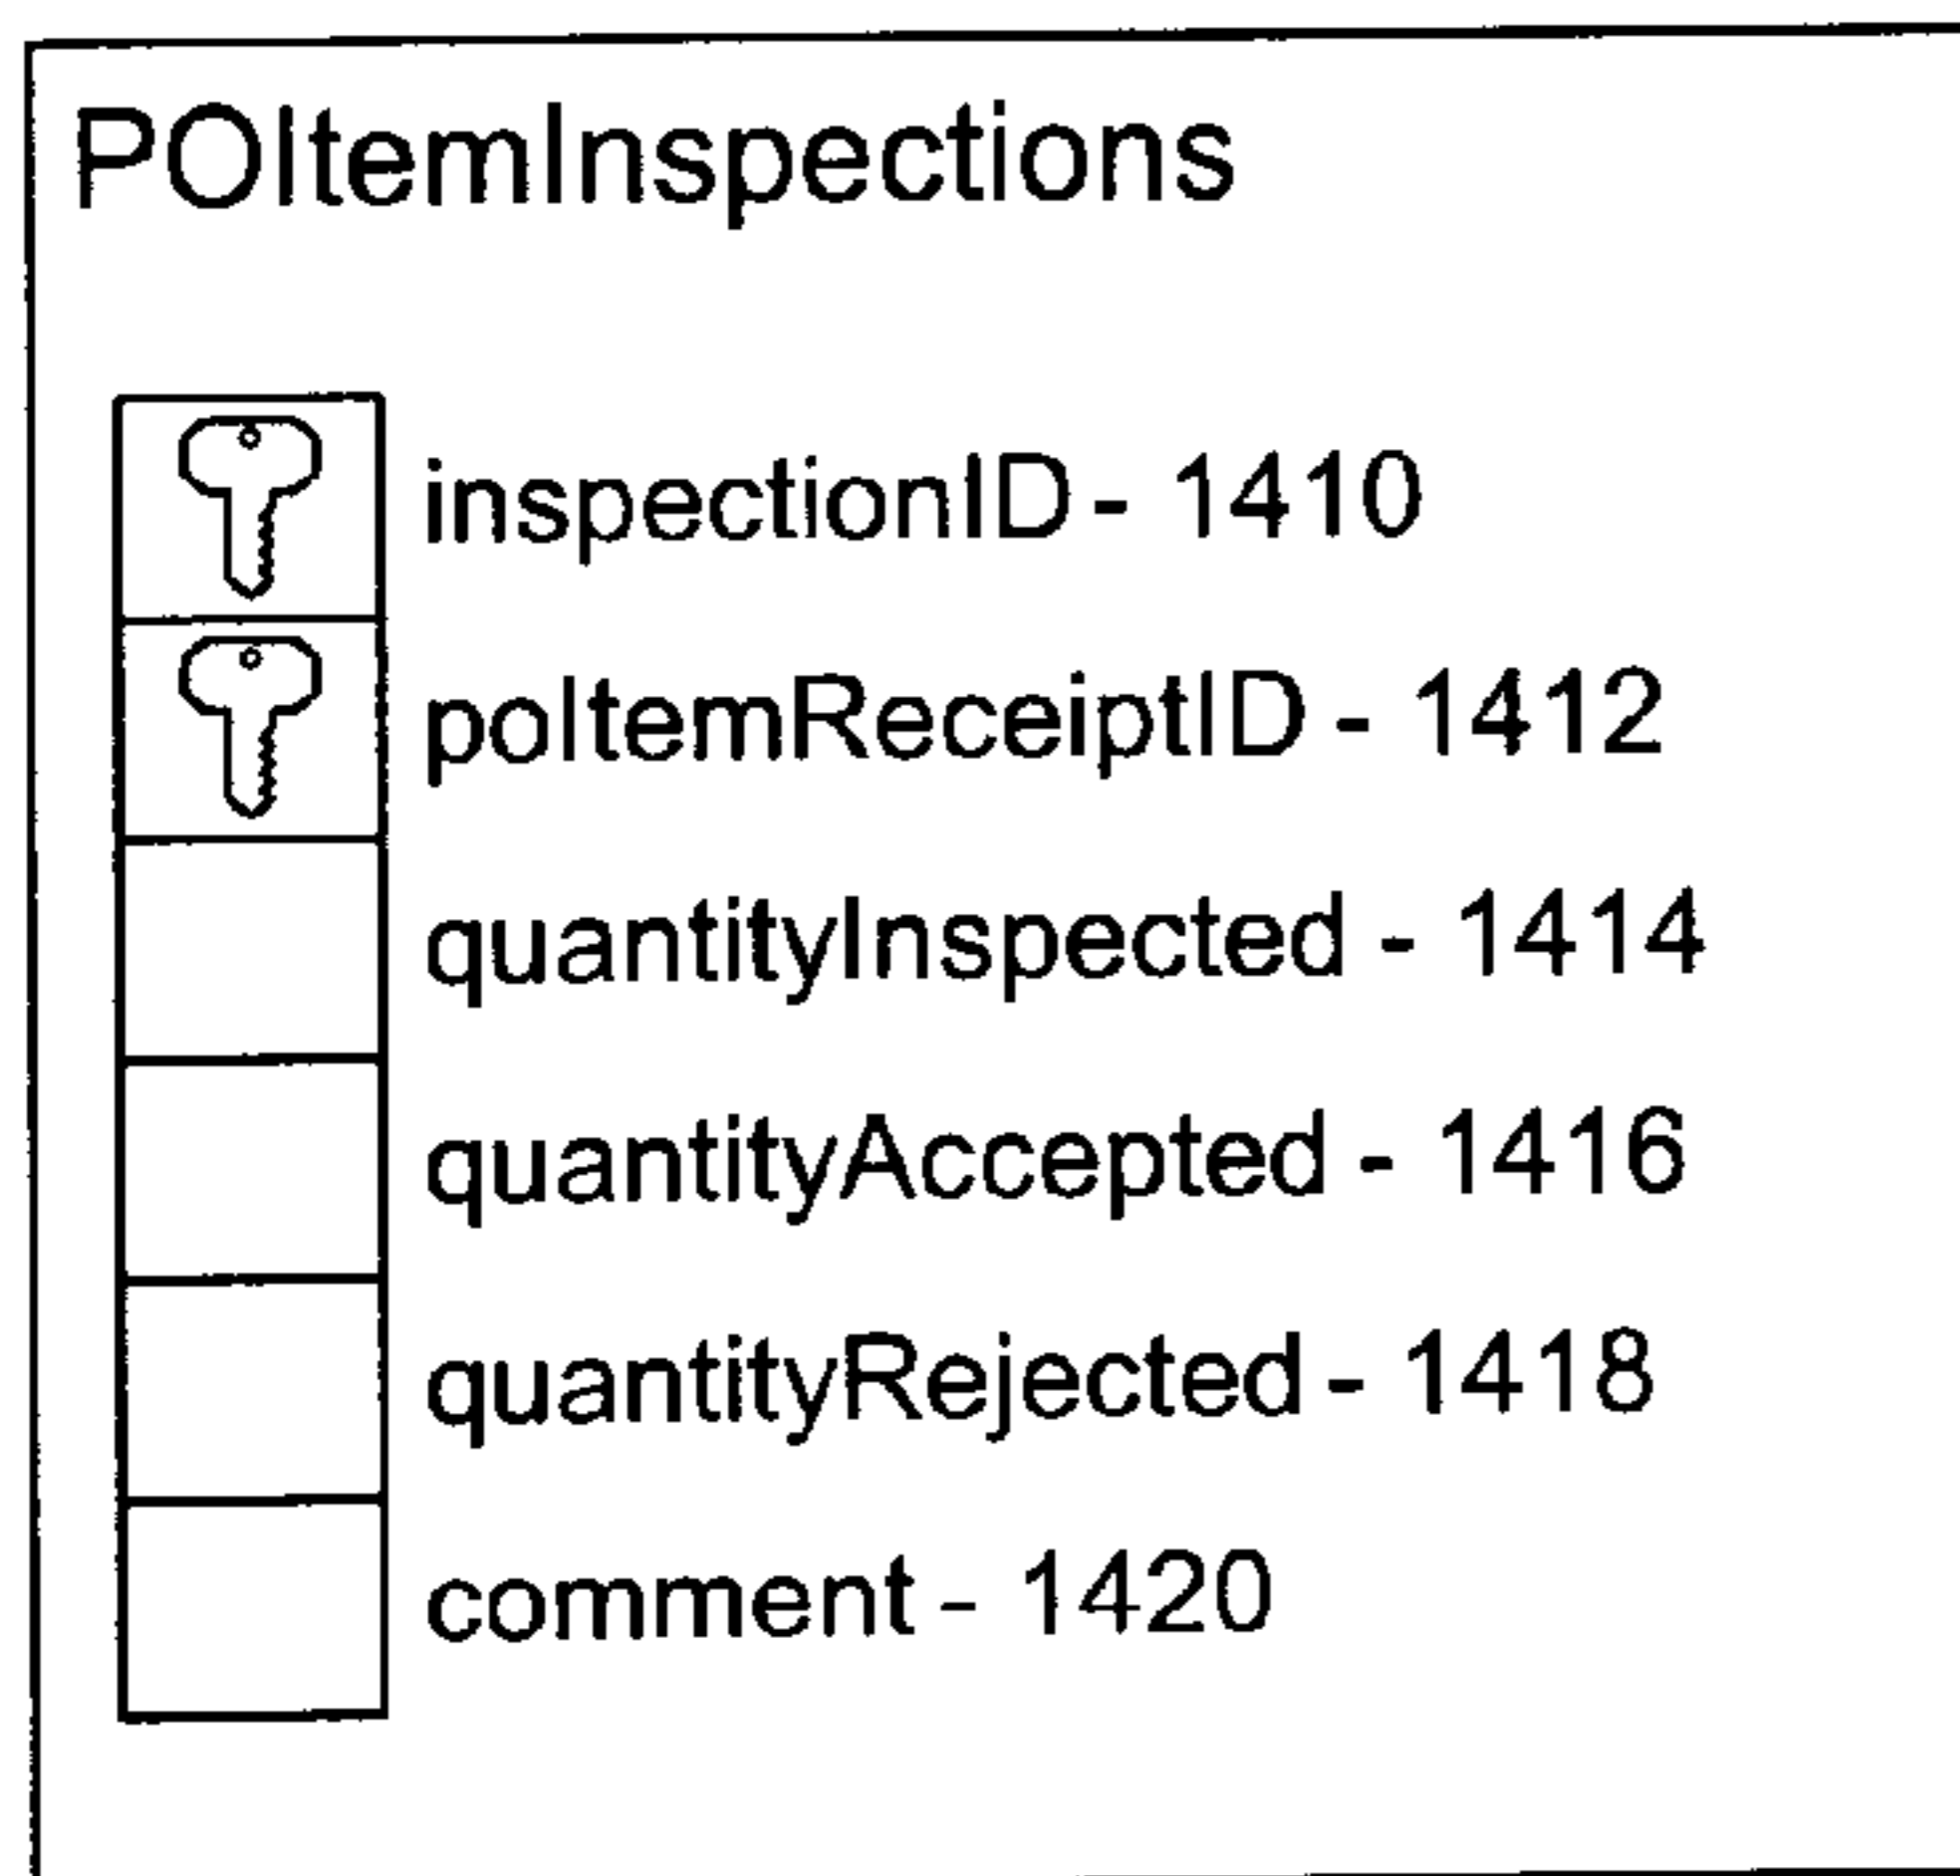 POItemInspections
inspectionID - 1410
poItemReceiptID - 1412
quantityInspected - 1414
quantityAccepted - 1416
quantityRejected - 1418
comment - 1420